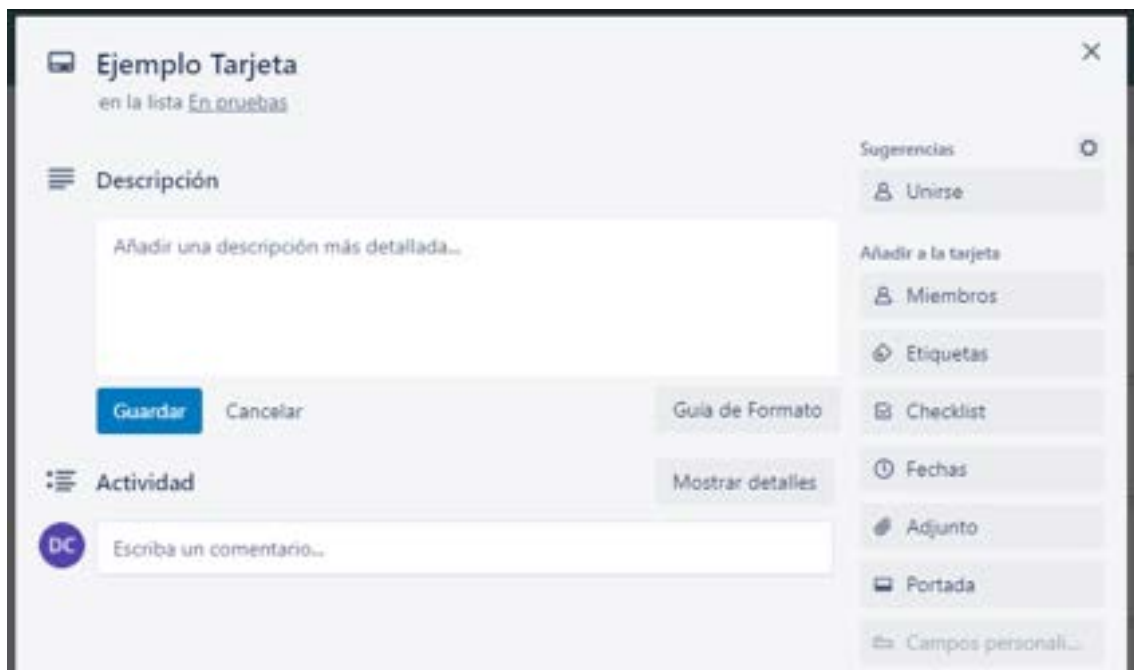 Ejemplo Tarjeta
en la lista En pruebas
Descripción
Añadir una descripción más detallada...
Guardar
Cancelar
Guía de Formato
Actividad
Mostrar detalles
DC
Escriba un comentario...
Sugerencias
Unirse
Añadir a la tarjeta
Miembros
Etiquetas
Checklist
Fechas
Adjunto
Portada
Campos personali...